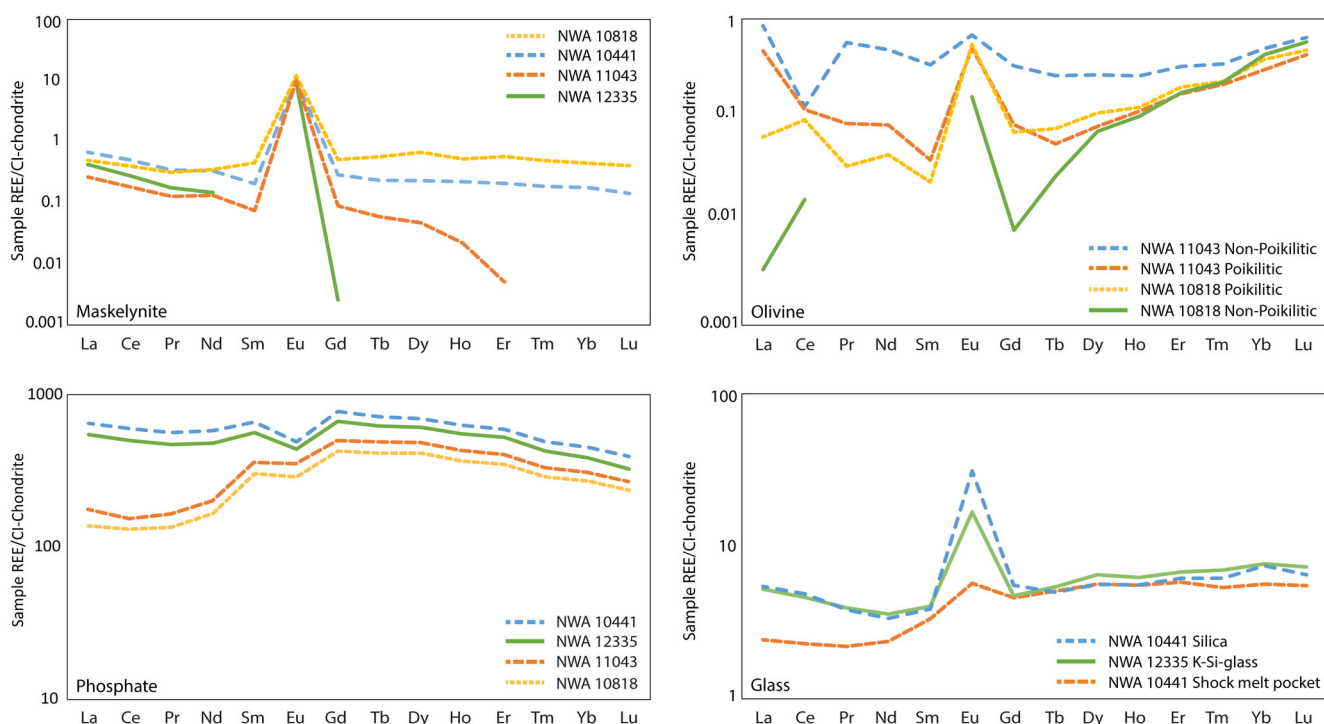 100
10
1
0.1
0.01
0.001
Sample REE/CI-chondrite
NWA 10818
NWA 10441
NWA 11043
NWA 12335
Maskelynite
La Ce Pr Nd Sm Eu Gd Tb Dy Ho Er Tm Yb Lu
1
0.1
0.01
0.001
Sample REE/CI-chondrite
NWA 11043 Non-Poikilitic
NWA 11043 Poikilitic
NWA 10818 Poikilitic
NWA 10818 Non-Poikilitic
Olivine
La Ce Pr Nd Sm Eu Gd Tb Dy Ho Er Tm Yb Lu
1000
100
10
Sample REE/CI-Chondrite
NWA 10441
NWA 12335
NWA 11043
NWA 10818
Phosphate
La Ce Pr Nd Sm Eu Gd Tb Dy Ho Er Tm Yb Lu
100
10
1
Sample REE/CI-chondrite
NWA 10441 Silica
NWA 12335 K-Si-glass
NWA 10441 Shock melt pocket
Glass
La Ce Pr Nd Sm Eu Gd Tb Dy Ho Er Tm Yb Lu